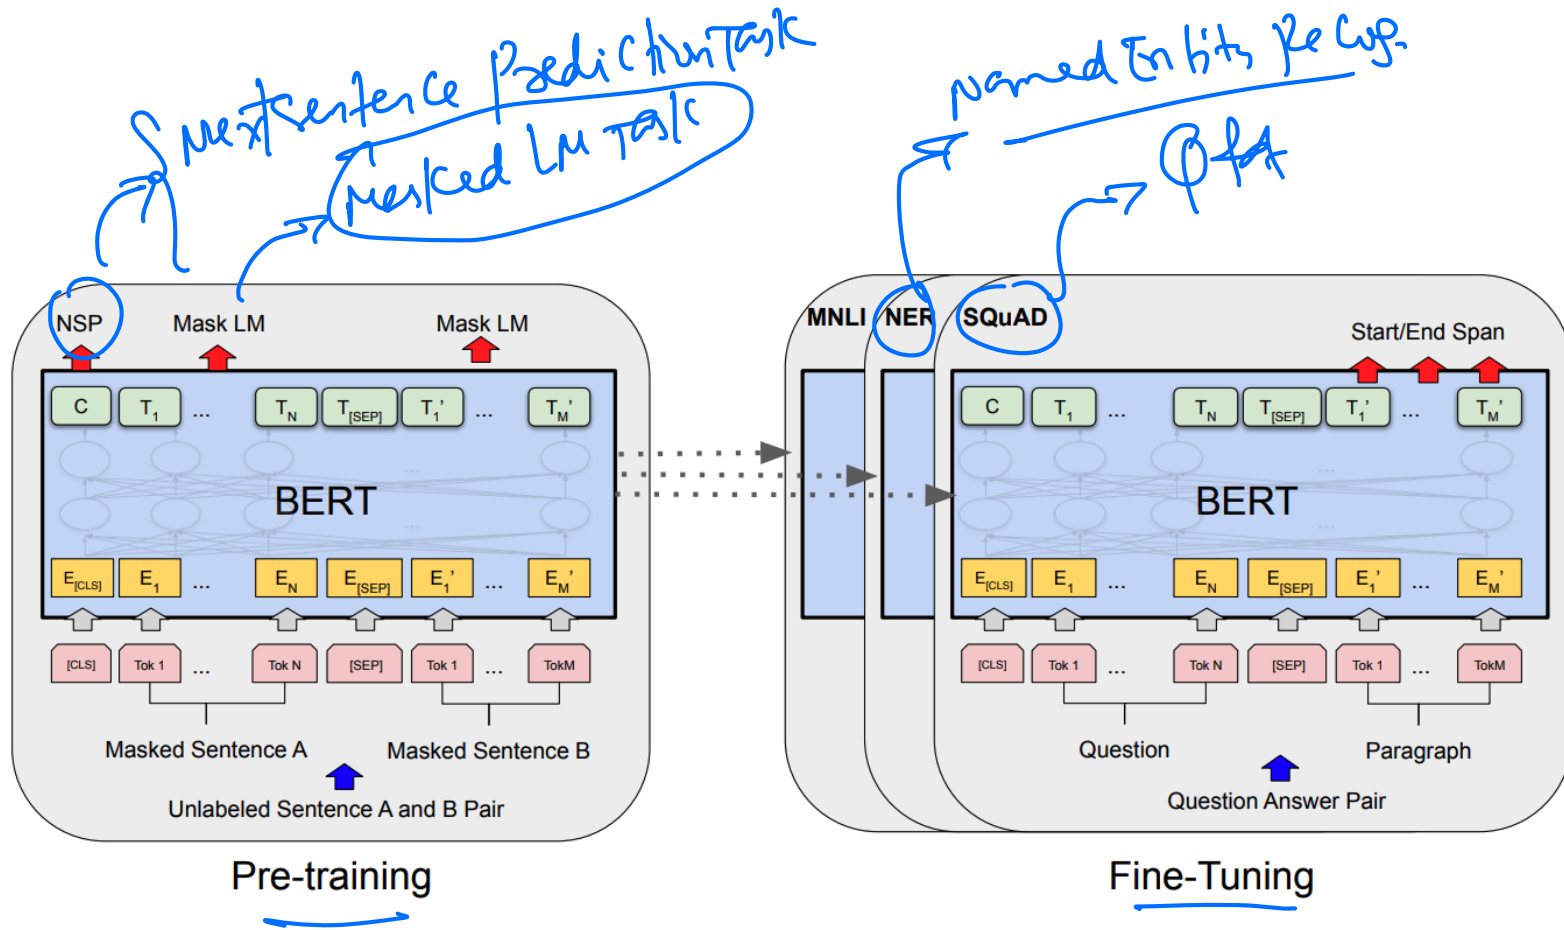 Next Sentence Prediction Task
Masked LM Task
Named Entity Recog.
Q & A
NSP Mask LM Mask LM
C T1 ... TN T[SEP] T1' ... TM'
BERT
E[CLS] E1 ... EN E[SEP] E1' ... EM'
[CLS] Tok 1 ... Tok N [SEP] Tok 1 ... TokM
Masked Sentence A Masked Sentence B
Unlabeled Sentence A and B Pair
Pre-training
MNLI NER SQuAD
Start/End Span
C T1 ... TN T[SEP] T1' ... TM'
BERT
E[CLS] E1 ... EN E[SEP] E1' ... EM'
[CLS] Tok 1 ... Tok N [SEP] Tok 1 ... TokM
Question Paragraph
Question Answer Pair
Fine-Tuning